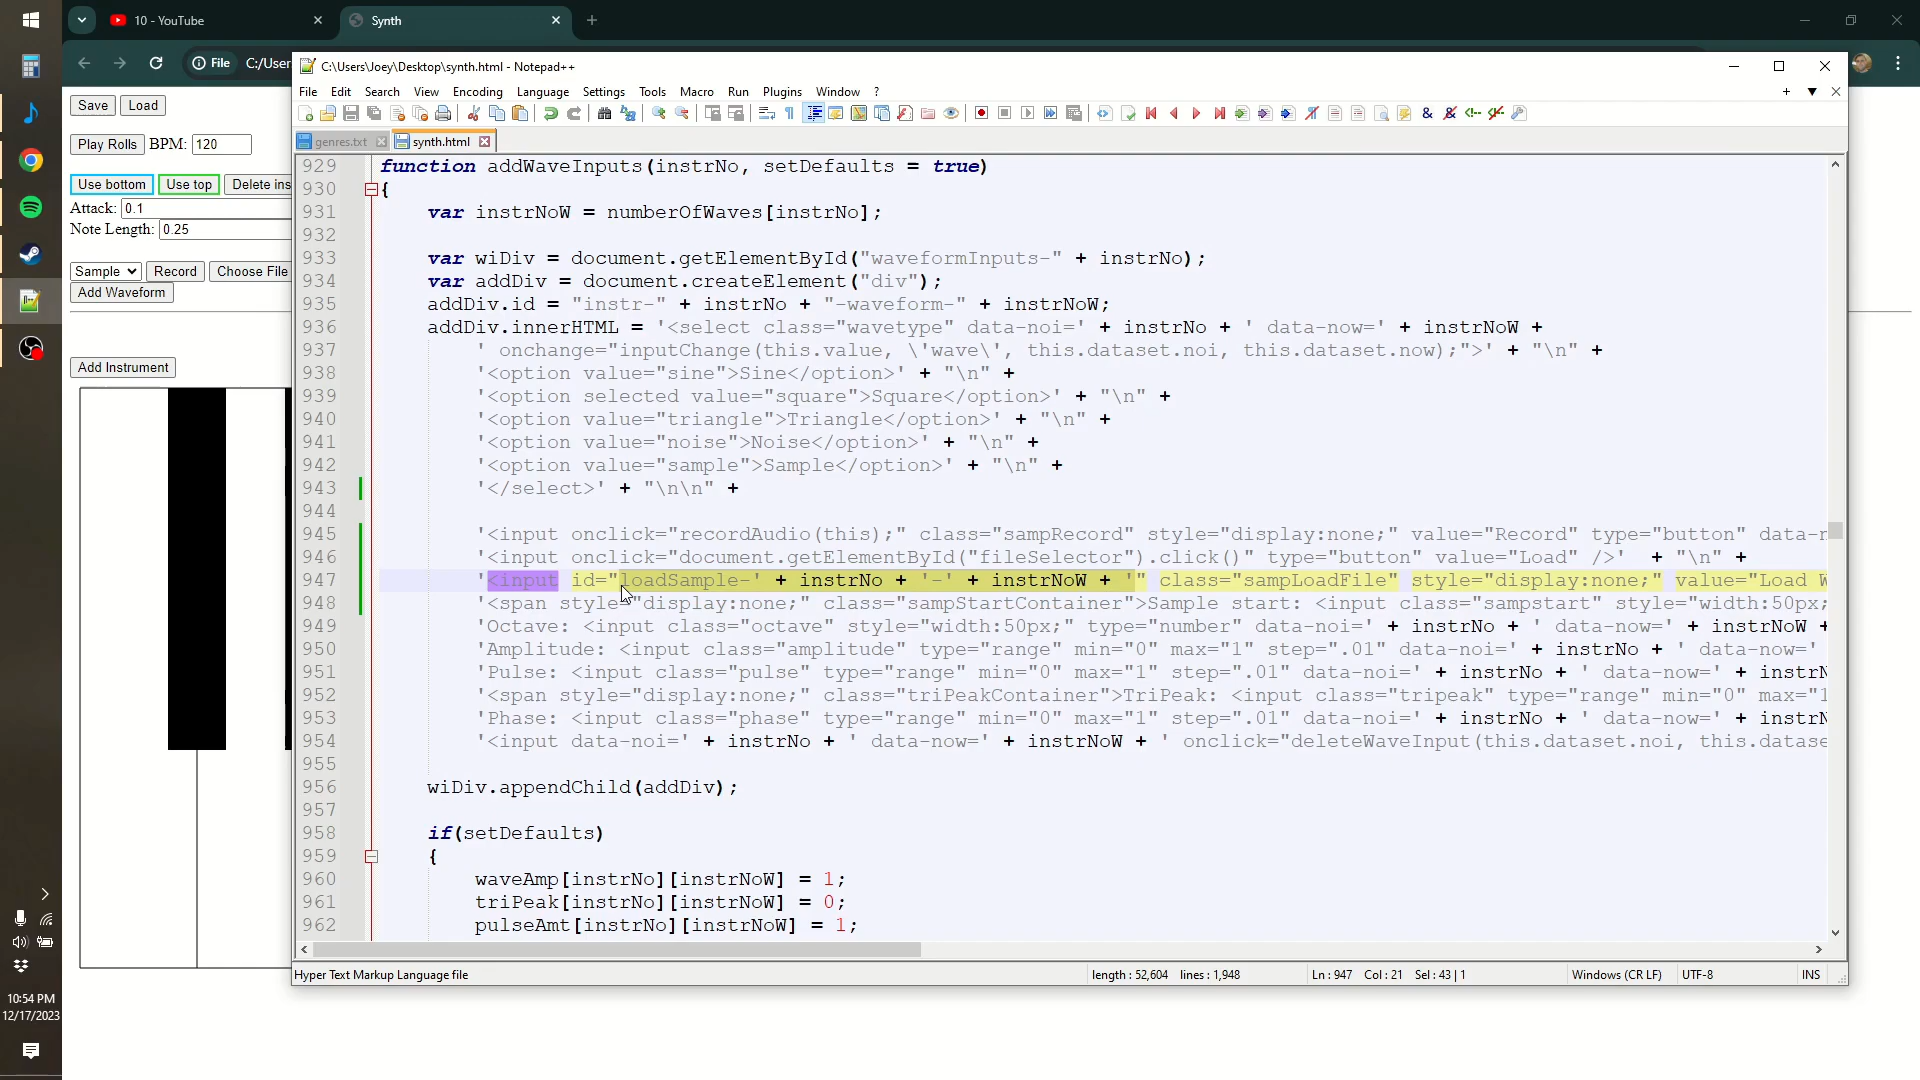 10 - YouTube
Synth
File
C:/User
C:\Users\Joey\Desktop\synth.html - Notepad++
File Edit Search View Encoding Language Settings Tools Macro Run Plugins Window ?
Save Load
genres.txt synth.html
Play Rolls BPM: 120
Use bottom Use top Delete ins
Attack: 0.1
Note Length: 0.25
Sample Record Choose File
Add Waveform
Add Instrument
929 function addWaveInputs(instrNo, setDefaults = true)
930 {
931 var instrNoW = numberOfWaves[instrNo];
932
933 var wiDiv = document.getElementById("waveformInputs-" + instrNo);
934 var addDiv = document.createElement("div");
935 addDiv.id = "instr-" + instrNo + "-waveform-" + instrNoW;
936 addDiv.innerHTML = '<select class="wavetype" data-noi=' + instrNo + ' data-now=' + instrNoW +
937 ' onchange="inputChange(this.value, \'wave\', this.dataset.noi, this.dataset.now);">' + "\n" +
938 '<option value="sine">Sine</option>' + "\n" +
939 '<option selected value="square">Square</option>' + "\n" +
940 '<option value="triangle">Triangle</option>' + "\n" +
941 '<option value="noise">Noise</option>' + "\n" +
942 '<option value="sample">Sample</option>' + "\n" +
943 '</select>' + "\n\n" +
944
945 '<input onclick="recordAudio(this);" class="sampRecord" style="display:none;" value="Record" type="button" data-r
946 '<input onclick="document.getElementById("fileSelector").click()" type="button" value="Load" />' + "\n" +
947 '<input id="loadSample-' + instrNo + '-' + instrNoW + '" class="sampLoadFile" style="display:none;" value="Load W
948 '<span style="display:none;" class="sampStartContainer">Sample start: <input class="sampstart" style="width:50px;
949 'Octave: <input class="octave" style="width:50px;" type="number" data-noi=' + instrNo + ' data-now=' + instrNoW +
950 'Amplitude: <input class="amplitude" type="range" min="0" max="1" step=".01" data-noi=' + instrNo + ' data-now='
951 'Pulse: <input class="pulse" type="range" min="0" max="1" step=".01" data-noi=' + instrNo + ' data-now=' + instrN
952 '<span style="display:none;" class="triPeakContainer">TriPeak: <input class="tripeak" type="range" min="0" max="1
953 'Phase: <input class="phase" type="range" min="0" max="1" step=".01" data-noi=' + instrNo + ' data-now=' + instrN
954 '<input data-noi=' + instrNo + ' data-now=' + instrNoW + ' onclick="deleteWaveInput(this.dataset.noi, this.datase
955
956 wiDiv.appendChild(addDiv);
957
958 if(setDefaults)
959 {
960 waveAmp[instrNo][instrNoW] = 1;
961 triPeak[instrNo][instrNoW] = 0;
962 pulseAmt[instrNo][instrNoW] = 1;
Hyper Text Markup Language file length : 52,604 lines : 1,948 Ln : 947 Col : 21 Sel : 43 | 1 Windows (CR LF) UTF-8 INS
10:54 PM
12/17/2023